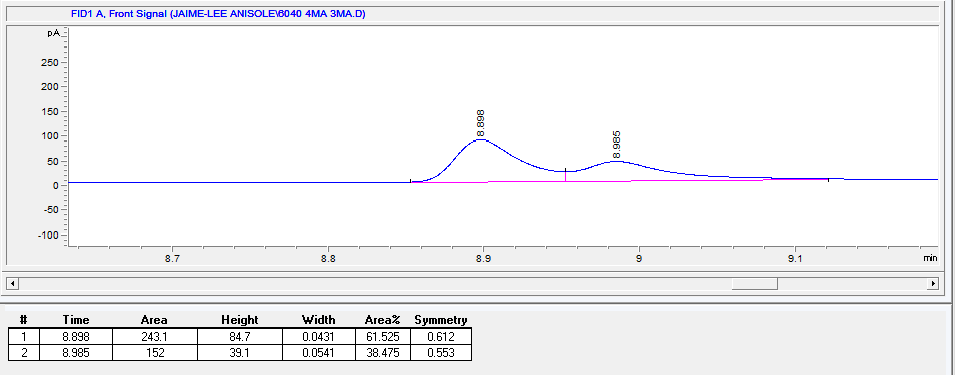 FID1 A, Front Signal (JAIME-LEE ANISOLE\6040 4MA 3MA.D)
pA
250
200
150
100
50
0
-50
-100
8.898
8.985
8.7 8.8 8.9 9 9.1 min
# Time Area Height Width Area% Symmetry
1 8.898 243.1 84.7 0.0431 61.525 0.612
2 8.985 152 39.1 0.0541 38.475 0.553